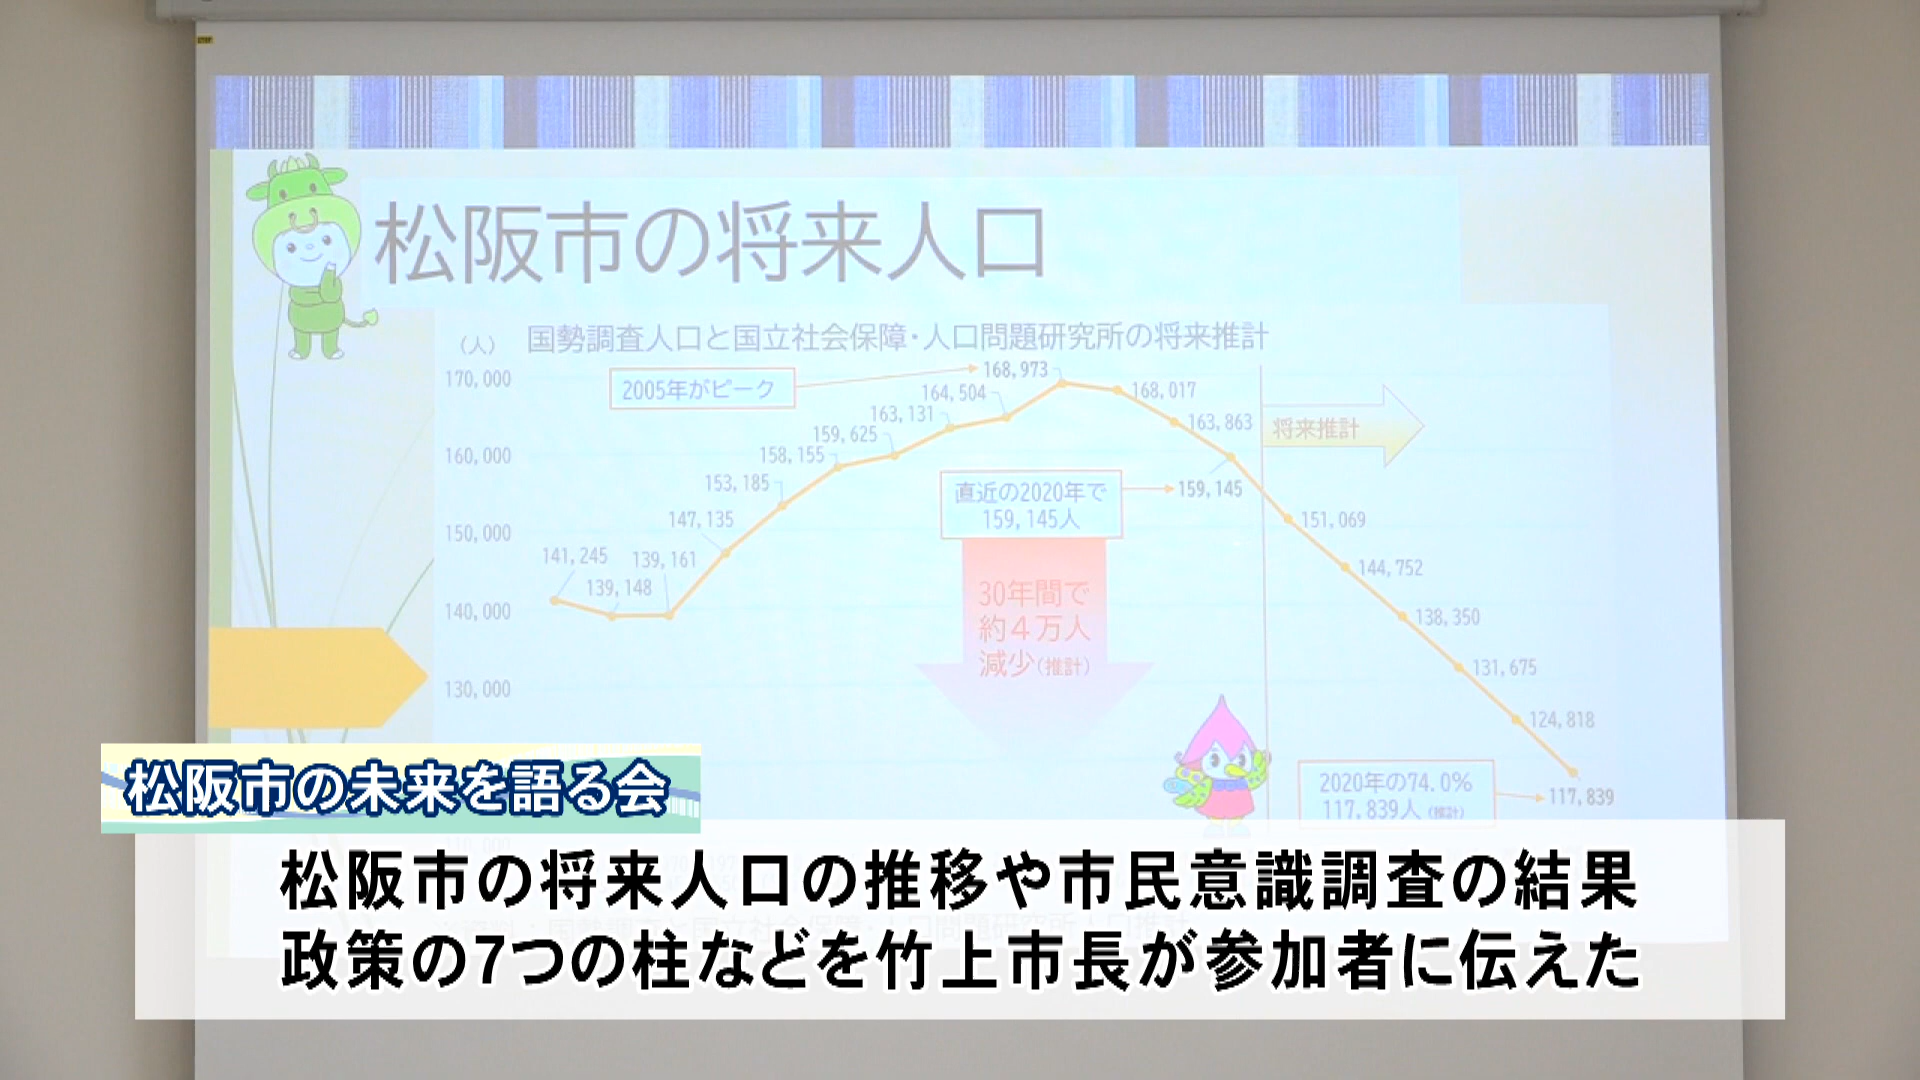 松阪市の将来人口
(人)
国勢調査人口と国立社会保障・人口問題研究所の将来推計
170,000
160,000
150,000
140,000
130,000
2005年がピーク
141,245
139,148
139,161
147,135
153,185
158,155
159,625
163,131
164,504
168,973
168,017
163,863
159,145
将来推計
直近の2020年で
159,145人
30年間で
約4万人
減少(推計)
151,069
144,752
138,350
131,675
124,818
117,839
2020年の74.0%
117,839人(推計)
松阪市の未来を語る会
松阪市の将来人口の推移や市民意識調査の結果
政策の7つの柱などを竹上市長が参加者に伝えた